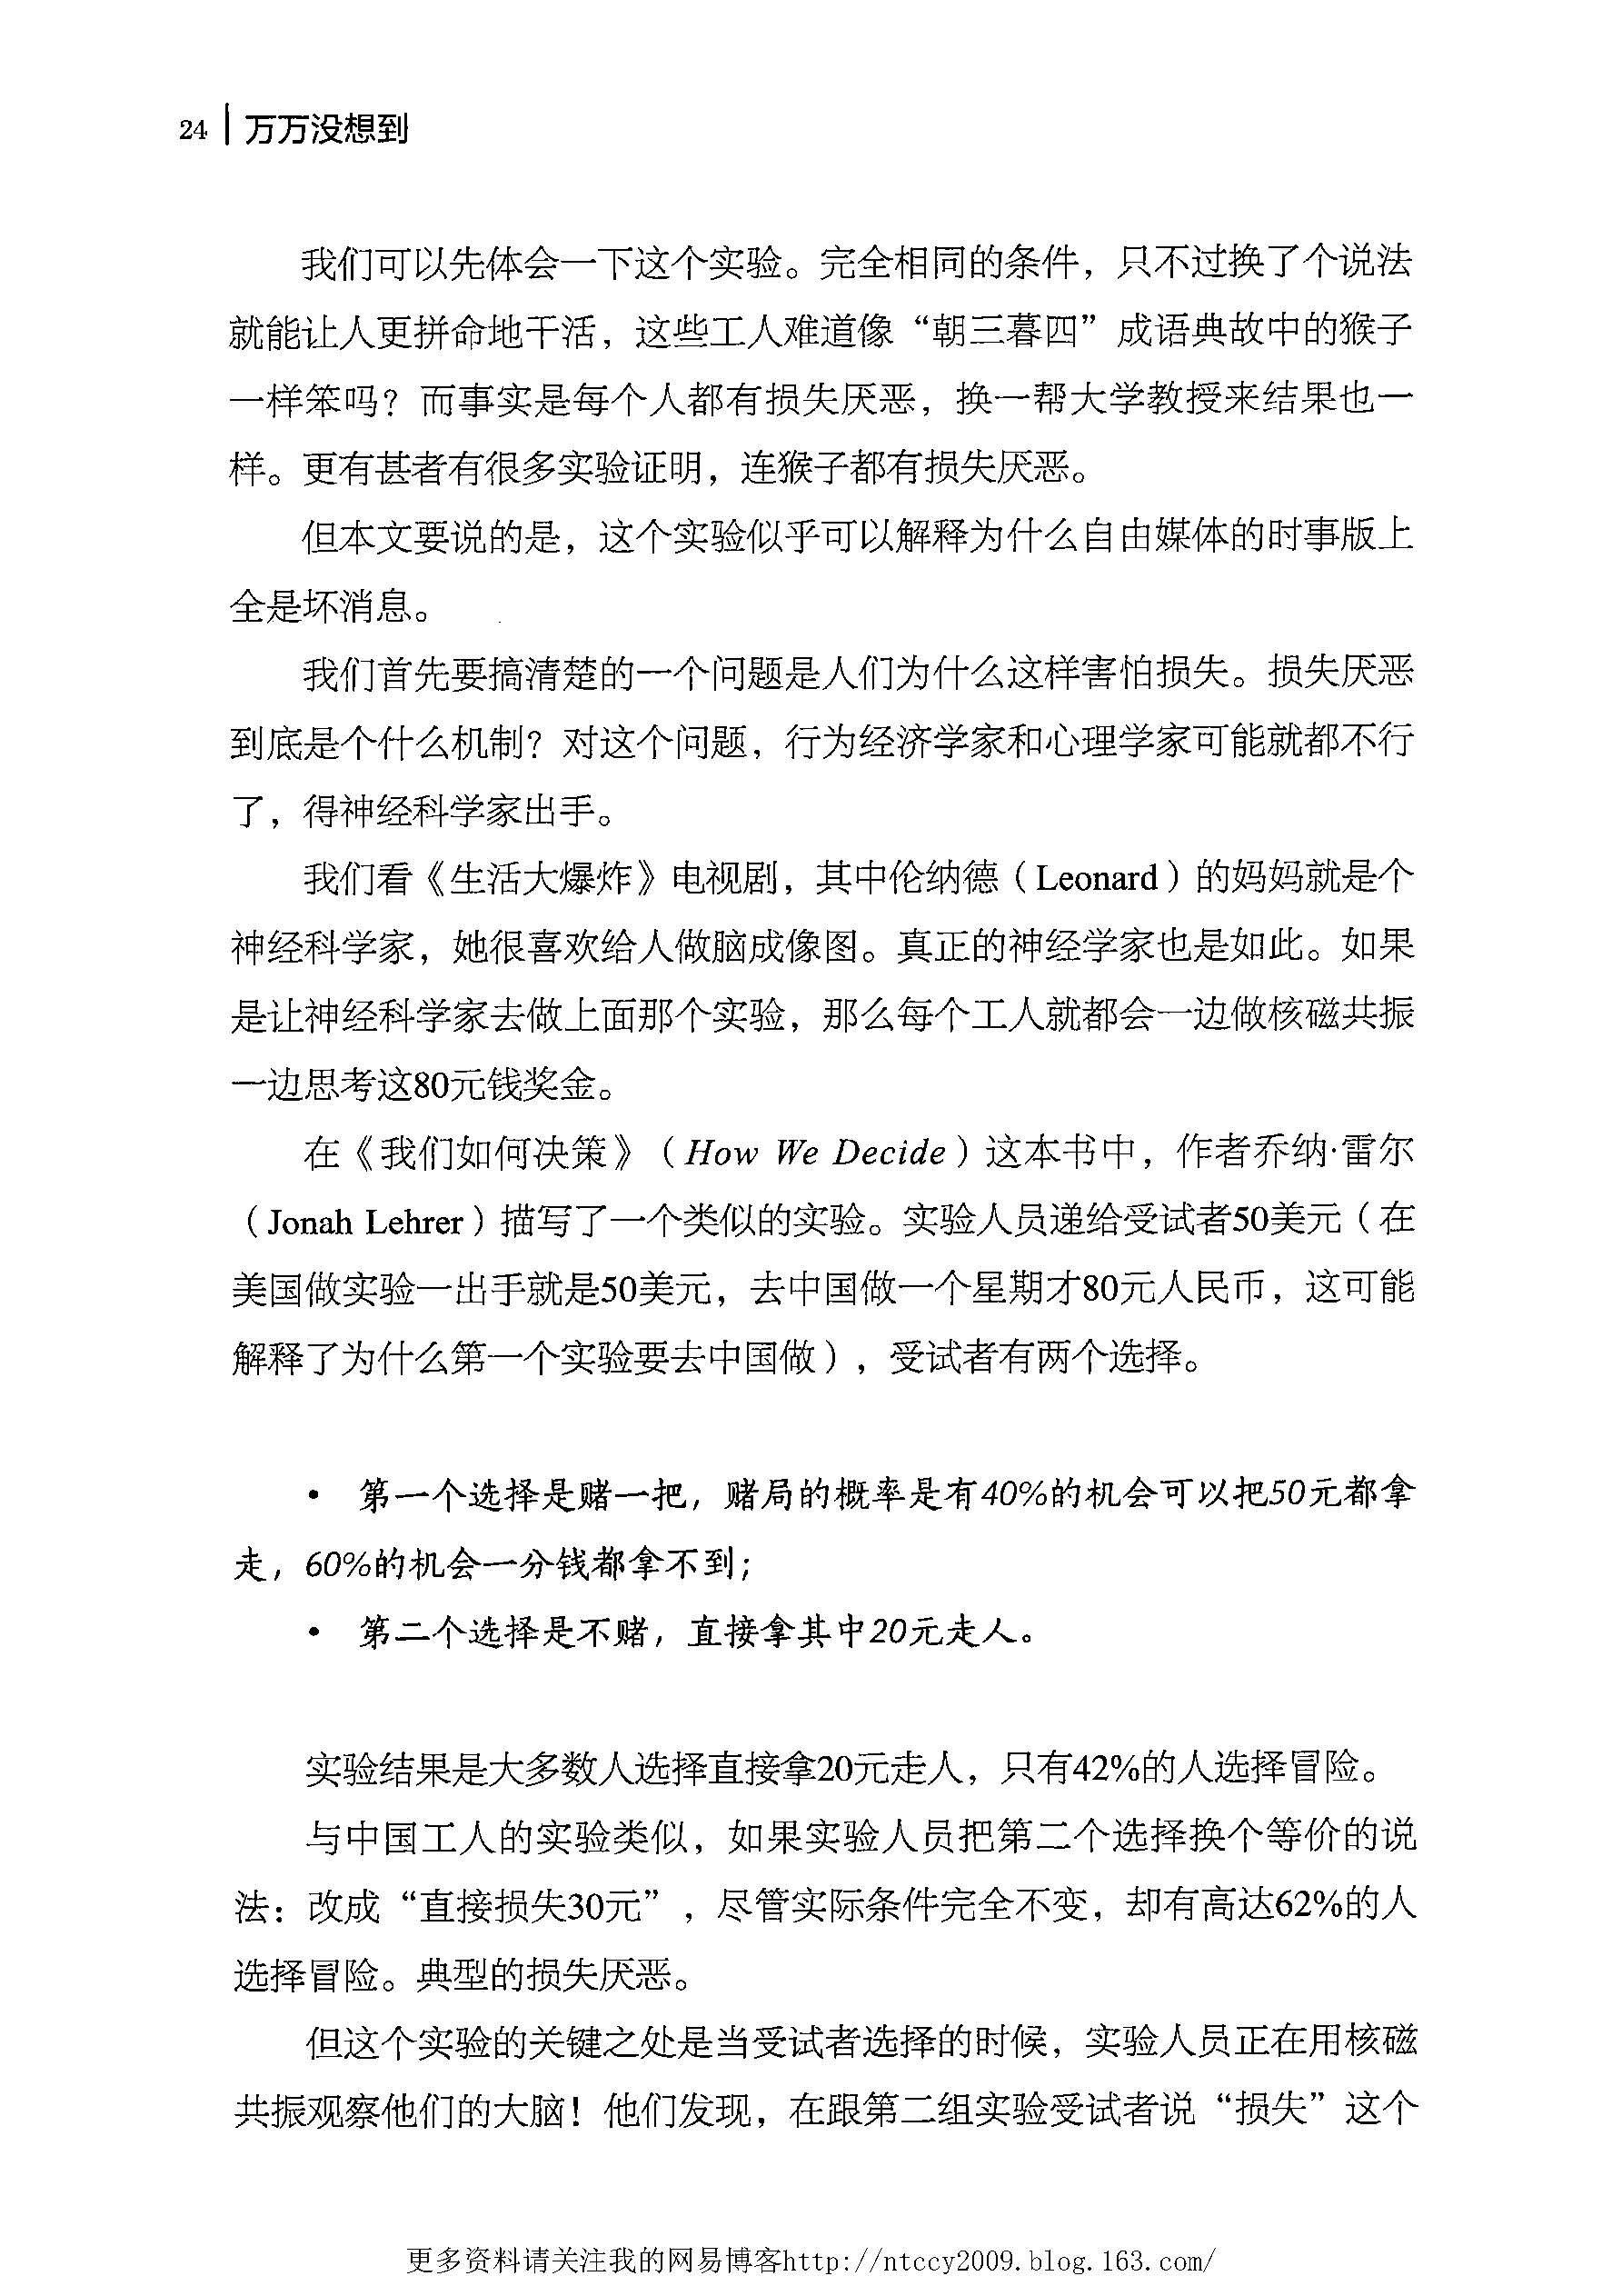 24 | 万万没想到
我们可以先体会一下这个实验。完全相同的条件，只不过换了个说法
就能让人更拼命地干活，这些工人难道像“朝三暮四”成语典故中的猴子
一样笨吗？而事实是每个人都有损失厌恶，换一帮大学教授来结果也一
样。更有甚者有很多实验证明，连猴子都有损失厌恶。
但本文要说的是，这个实验似乎可以解释为什么自由媒体的时事版上
全是坏消息。
我们首先要搞清楚的一个问题是人们为什么这样害怕损失。损失厌恶
到底是个什么机制？对这个问题，行为经济学家和心理学家可能就都不行
了，得神经科学家出手。
我们看《生活大爆炸》电视剧，其中伦纳德（Leonard）的妈妈就是个
神经科学家，她很喜欢给人做脑成像图。真正的神经学家也是如此。如果
是让神经科学家去做上面那个实验，那么每个工人就都会一边做核磁共振
一边思考这80元钱奖金。
在《我们如何决策》（How We Decide）这本书中，作者乔纳·雷尔
（Jonah Lehrer）描写了一个类似的实验。实验人员递给受试者50美元（在
美国做实验一出手就是50美元，去中国做一个星期才80元人民币，这可能
解释了为什么第一个实验要去中国做），受试者有两个选择。
• 第一个选择是赌一把，赌局的概率是有40%的机会可以把50元都拿
走，60%的机会一分钱都拿不到；
• 第二个选择是不赌，直接拿其中20元走人。
实验结果是大多数人选择直接拿20元走人，只有42%的人选择冒险。
与中国工人的实验类似，如果实验人员把第二个选择换个等价的说
法：改成“直接损失30元”，尽管实际条件完全不变，却有高达62%的人
选择冒险。典型的损失厌恶。
但这个实验的关键之处是当受试者选择的时候，实验人员正在用核磁
共振观察他们的大脑！他们发现，在跟第二组实验受试者说“损失”这个
更多资料请关注我的网易博客http://ntccy2009.blog.163.com/